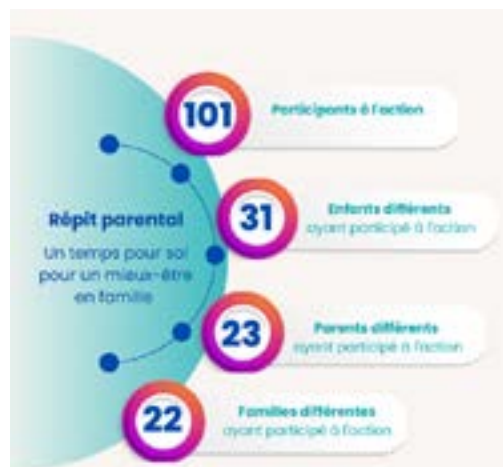 101
Participants à l'action
Répit parental
Un temps pour soi
pour un mieux-être
en famille
31
Enfants différents
ayant participé à l'action
23
Parents différents
ayant participé à l'action
22
Familles différentes
ayant participé à l'action